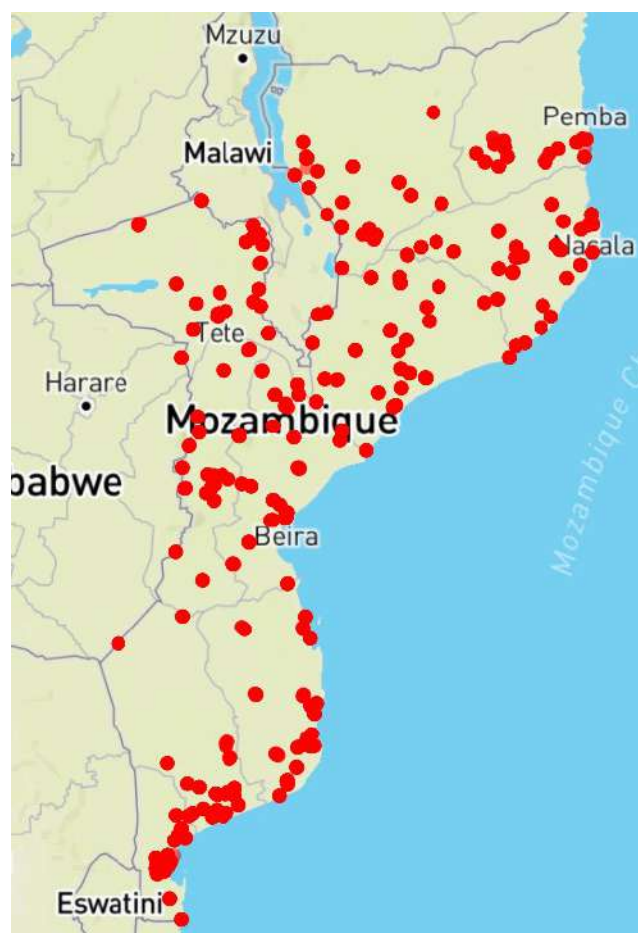 Mzuzu
Pemba
Malawi
Nacala
Tete
Harare
Mozambique
babwe
Mozambique C
Beira
Eswatini